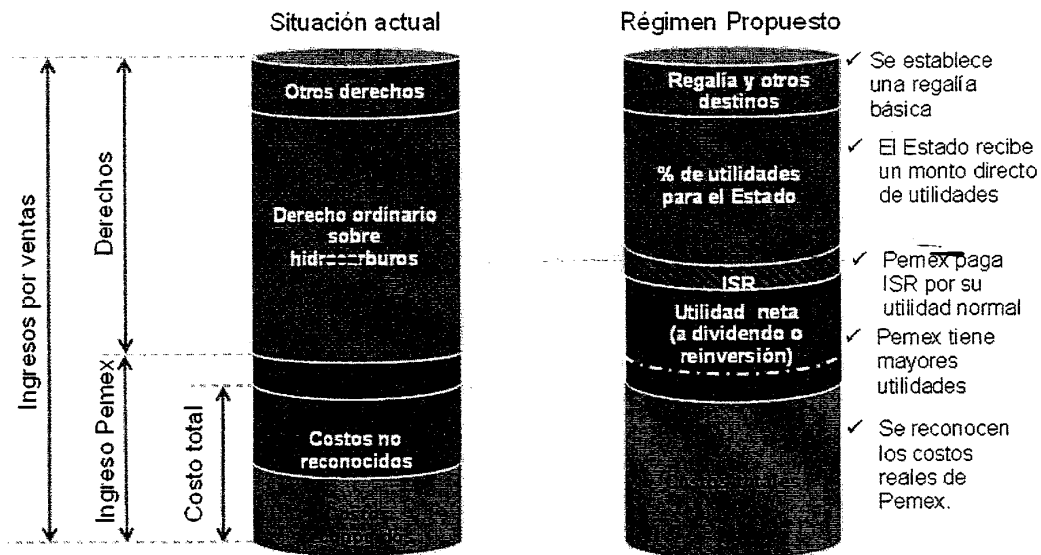 Situación actual
Régimen Propuesto
Ingresos por ventas
Derechos
Ingreso Pemex
Costo total
Otros derechos
Derecho ordinario
sobre
hidrocarburos
Costos no
reconocidos
Regalía y otros
destinos
% de utilidades
para el Estado
ISR
Utilidad neta
(a dividendo o
reinversión)
✓ Se establece
una regalía
básica
✓ El Estado recibe
un monto directo
de utilidades
✓ Pemex paga
ISR por su
utilidad normal
✓ Pemex tiene
mayores
utilidades
✓ Se reconocen
los costos
reales de
Pemex.